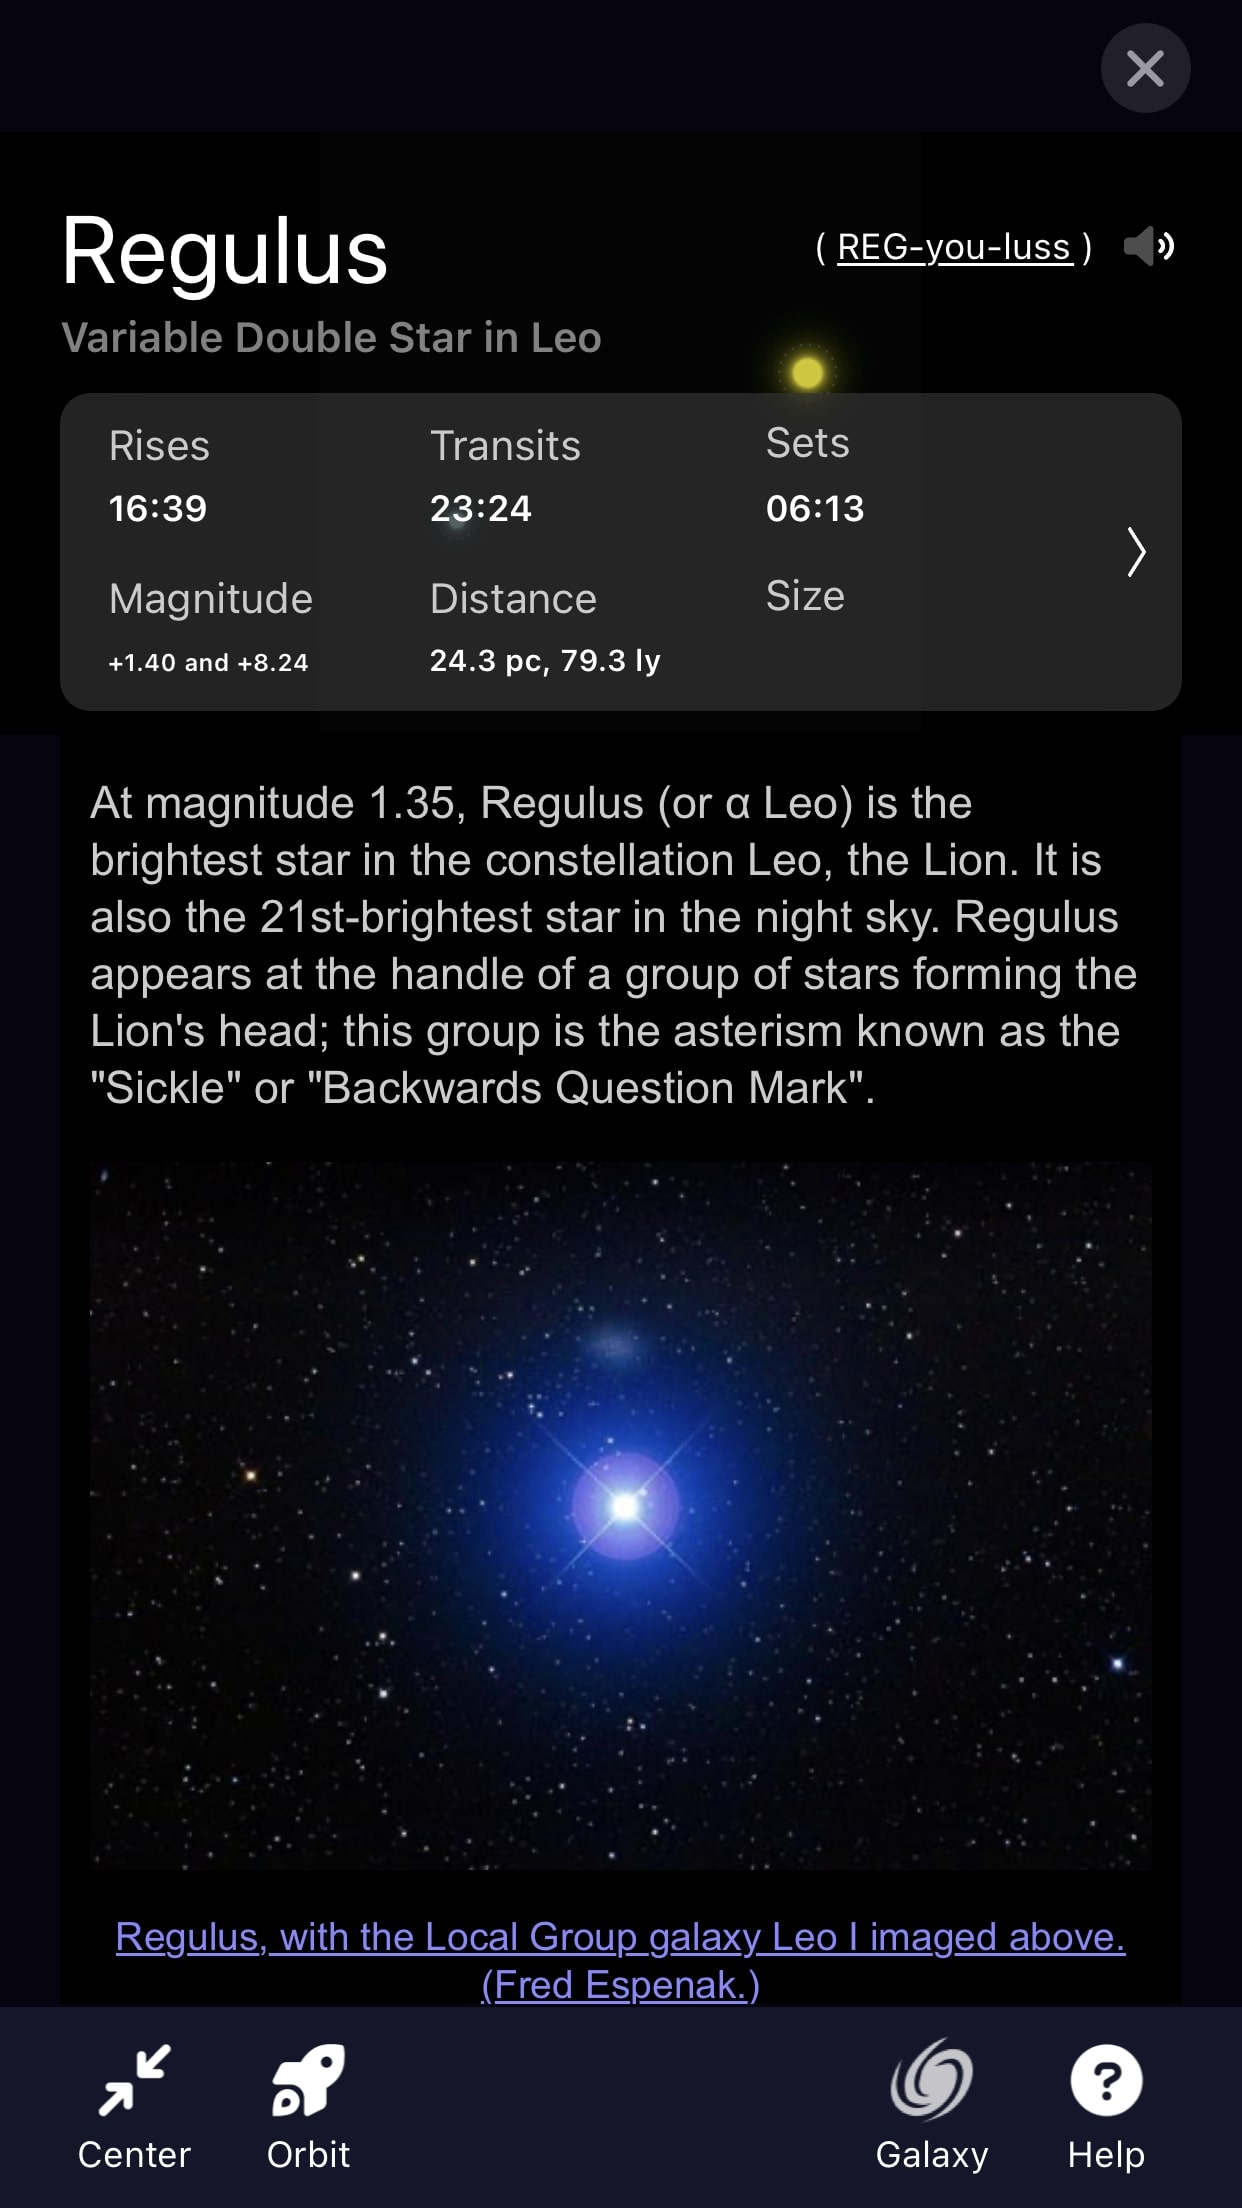 Regulus
( REG-you-luss )
Variable Double Star in Leo
Rises Transits Sets
16:39 23:24 06:13
Magnitude Distance Size
+1.40 and +8.24 24.3 pc, 79.3 ly
At magnitude 1.35, Regulus (or α Leo) is the
brightest star in the constellation Leo, the Lion. It is
also the 21st-brightest star in the night sky. Regulus
appears at the handle of a group of stars forming the
Lion's head; this group is the asterism known as the
"Sickle" or "Backwards Question Mark".
Regulus, with the Local Group galaxy Leo I imaged above.
(Fred Espenak.)
Center Orbit Galaxy Help